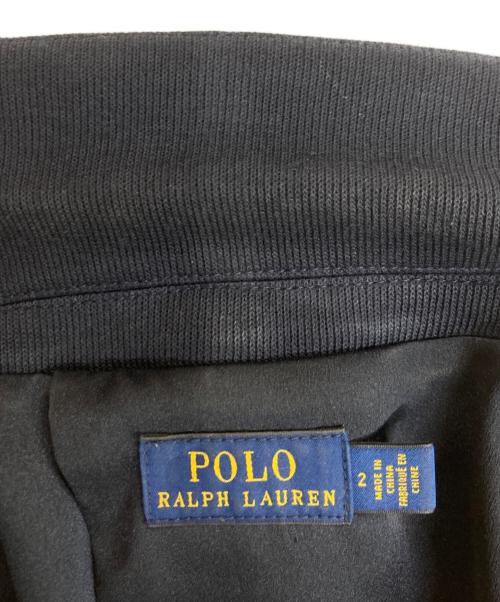 POLO
RALPH LAUREN
2
MADE IN
CHINA
FABRIQUÉ EN
CHINE